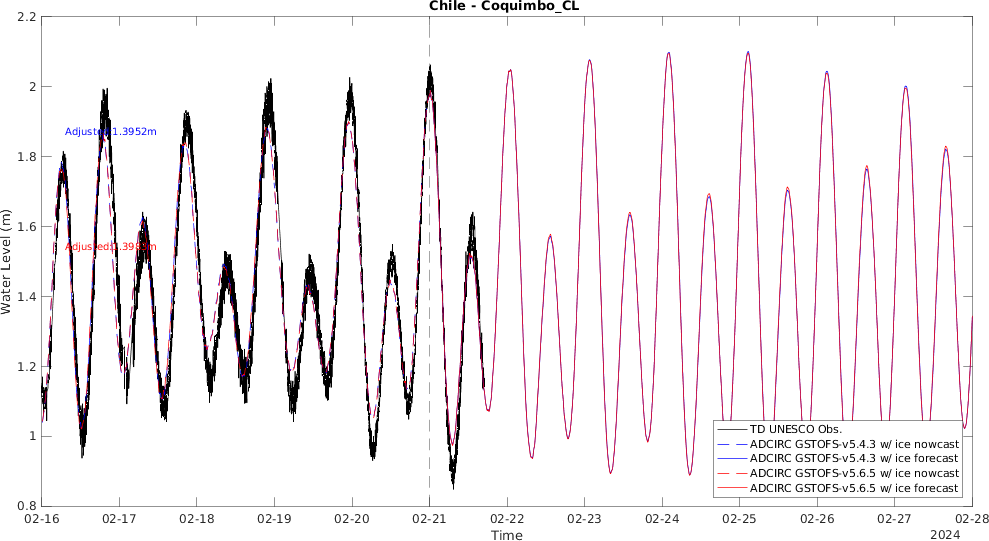 Chile - Coquimbo_CL
2.2
2
1.8
1.6
1.4
1.2
1
0.8
Water Level (m)
Adjusted:1.3952m
TD UNESCO Obs.
ADCIRC GSTOFS-v5.4.3 w/ ice nowcast
ADCIRC GSTOFS-v5.4.3 w/ ice forecast
ADCIRC GSTOFS-v5.6.5 w/ ice nowcast
ADCIRC GSTOFS-v5.6.5 w/ ice forecast
02-16 02-17 02-18 02-19 02-20 02-21 02-22 02-23 02-24 02-25 02-26 02-27 02-28
Time
2024